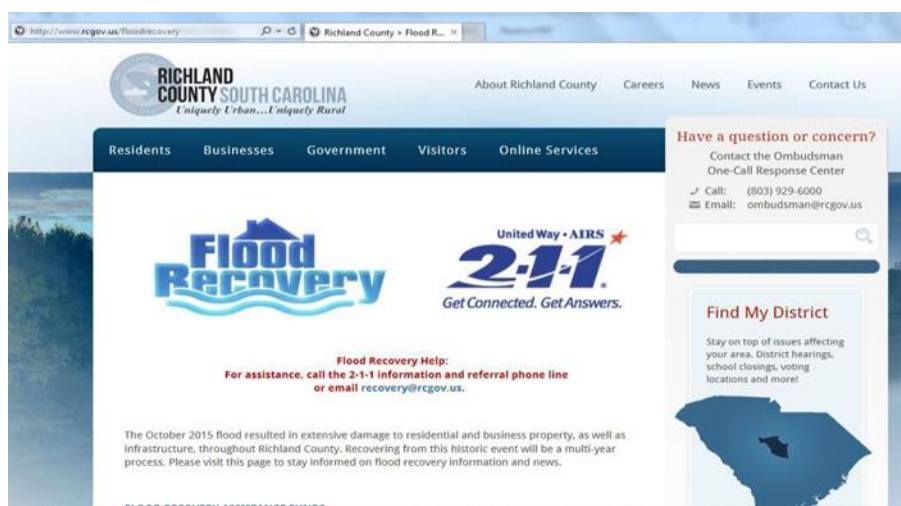 http://www.rcgov.us/floodrecovery
Richland County > Flood R...
RICHLAND
COUNTY SOUTH CAROLINA
Uniquely Urban...Uniquely Rural
About Richland County Careers News Events Contact Us
Residents Businesses Government Visitors Online Services
Have a question or concern?
Contact the Ombudsman
One-Call Response Center
Call: (803) 929-6000
Email: ombudsman@rcgov.us
Flood
Recovery
United Way • AIRS
2-1-1
Get Connected. Get Answers.
Flood Recovery Help:
For assistance, call the 2-1-1 information and referral phone line
or email recovery@rcgov.us.
The October 2015 flood resulted in extensive damage to residential and business property, as well as
infrastructure, throughout Richland County. Recovering from this historic event will be a multi-year
process. Please visit this page to stay informed on flood recovery information and news.
Find My District
Stay on top of issues affecting
your area. District hearings,
school closings, voting
locations and more!